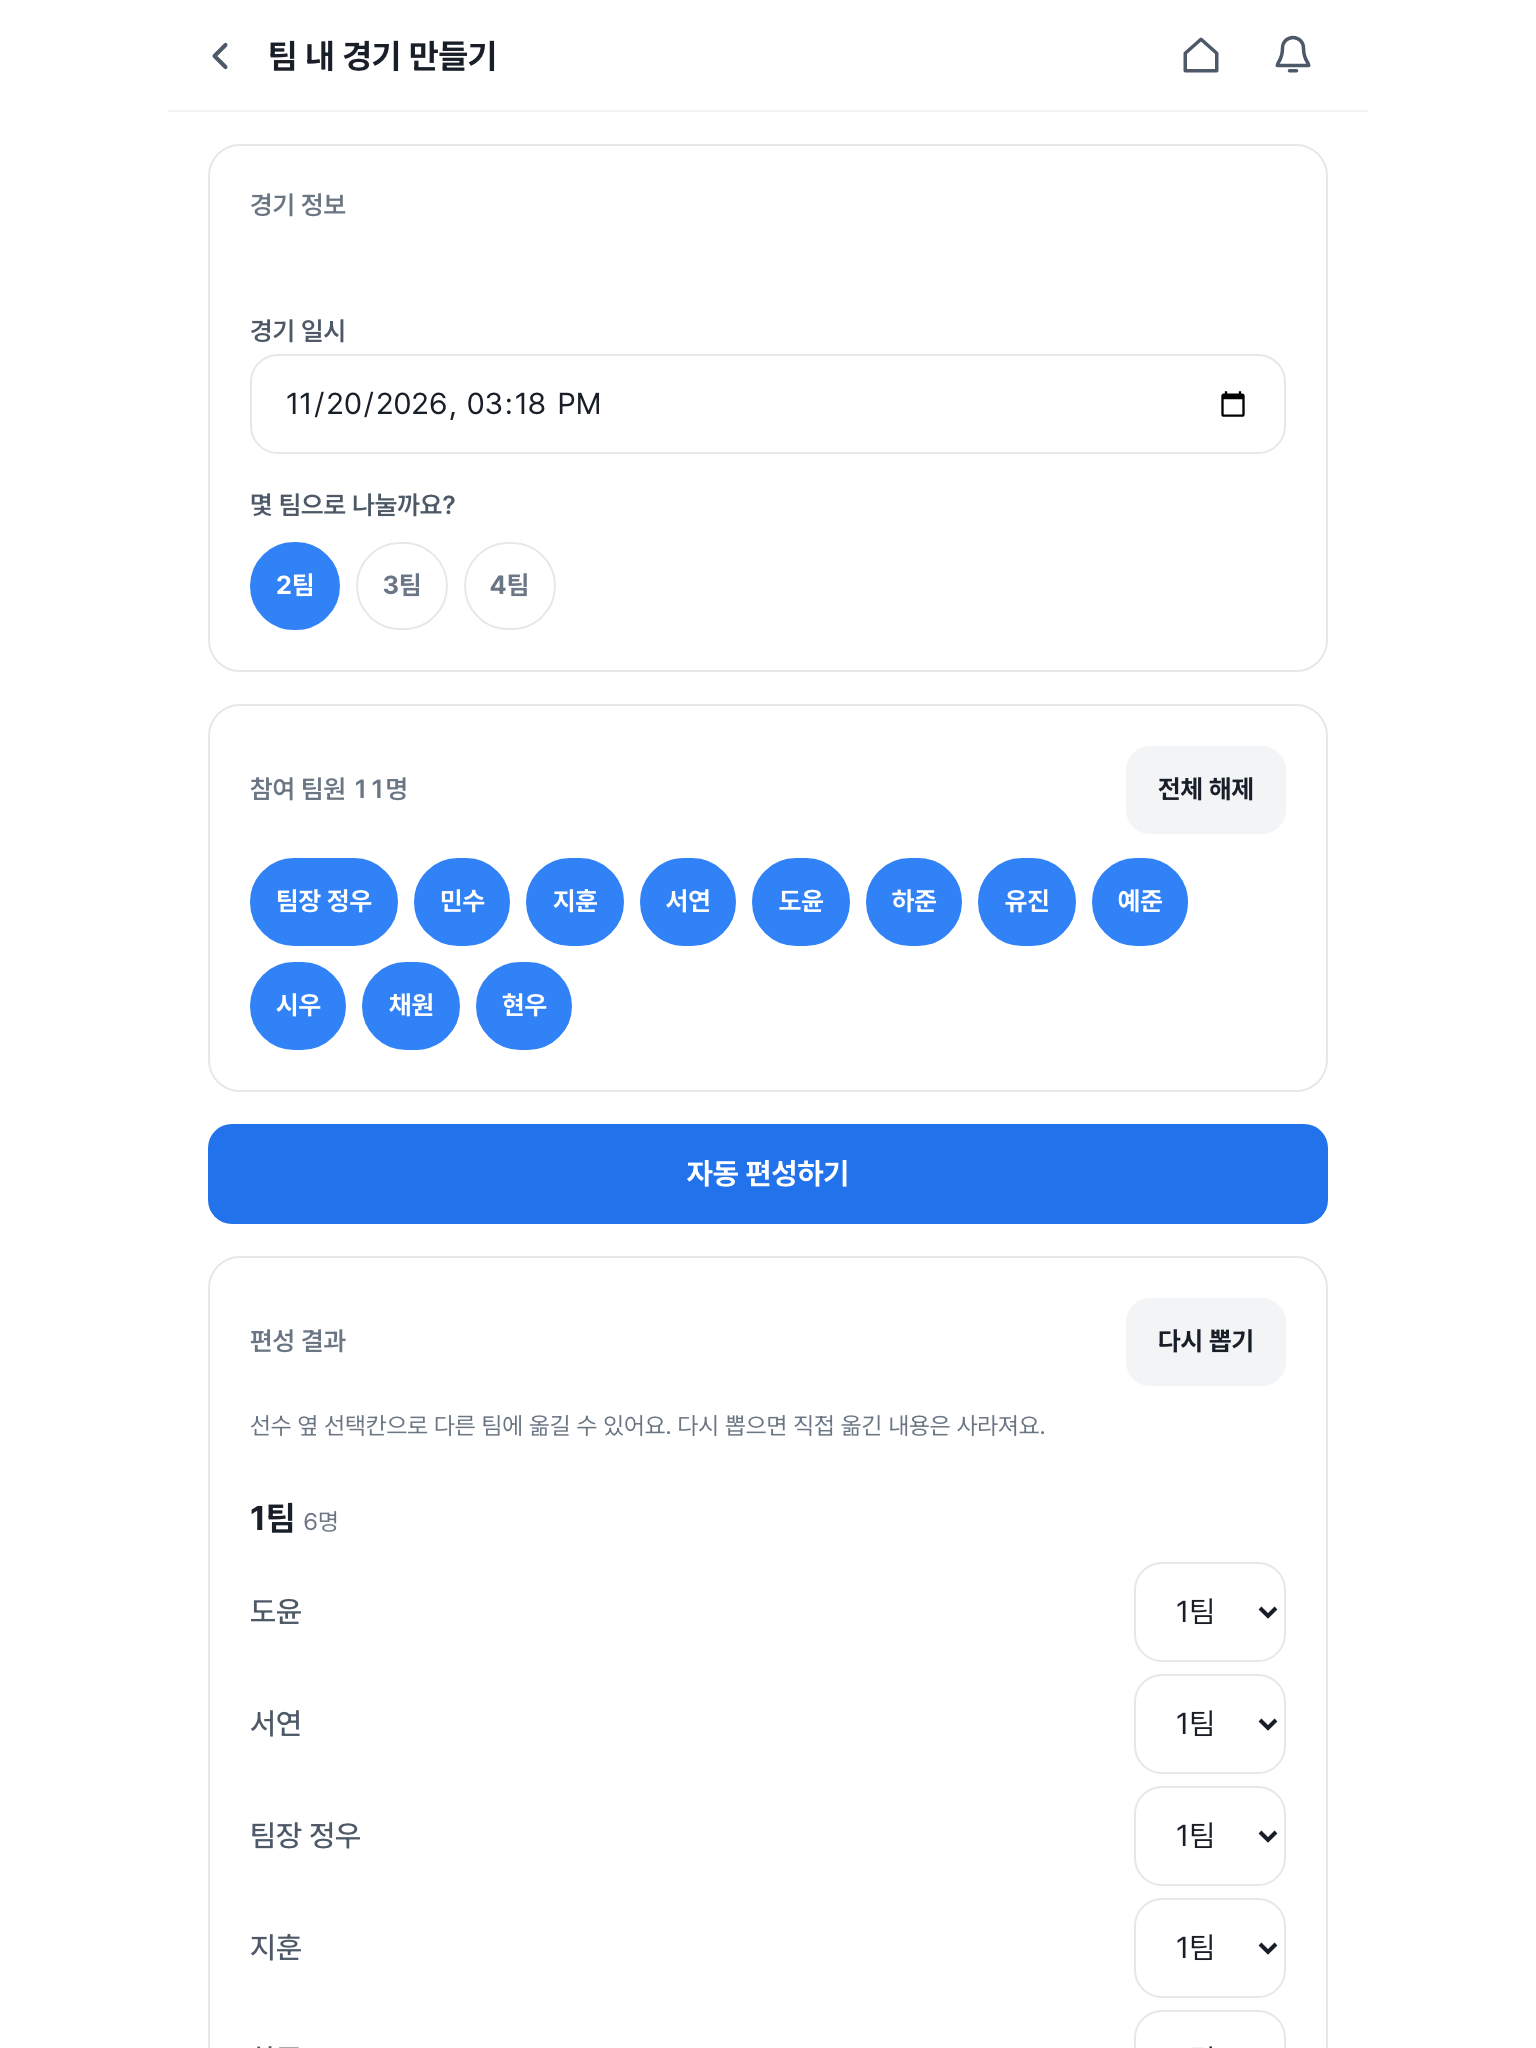 팀 내 경기 만들기
경기 정보
경기 일시
11/20/2026, 03:18 PM
몇 팀으로 나눌까요?
2팀 3팀 4팀
참여 팀원 11명 전체 해제
팀장 정우 민수 지훈 서연 도윤 하준 유진 예준
시우 채원 현우
자동 편성하기
편성 결과 다시 뽑기
선수 옆 선택칸으로 다른 팀에 옮길 수 있어요. 다시 뽑으면 직접 옮긴 내용은 사라져요.
1팀 6명
도윤 1팀
서연 1팀
팀장 정우 1팀
지훈 1팀